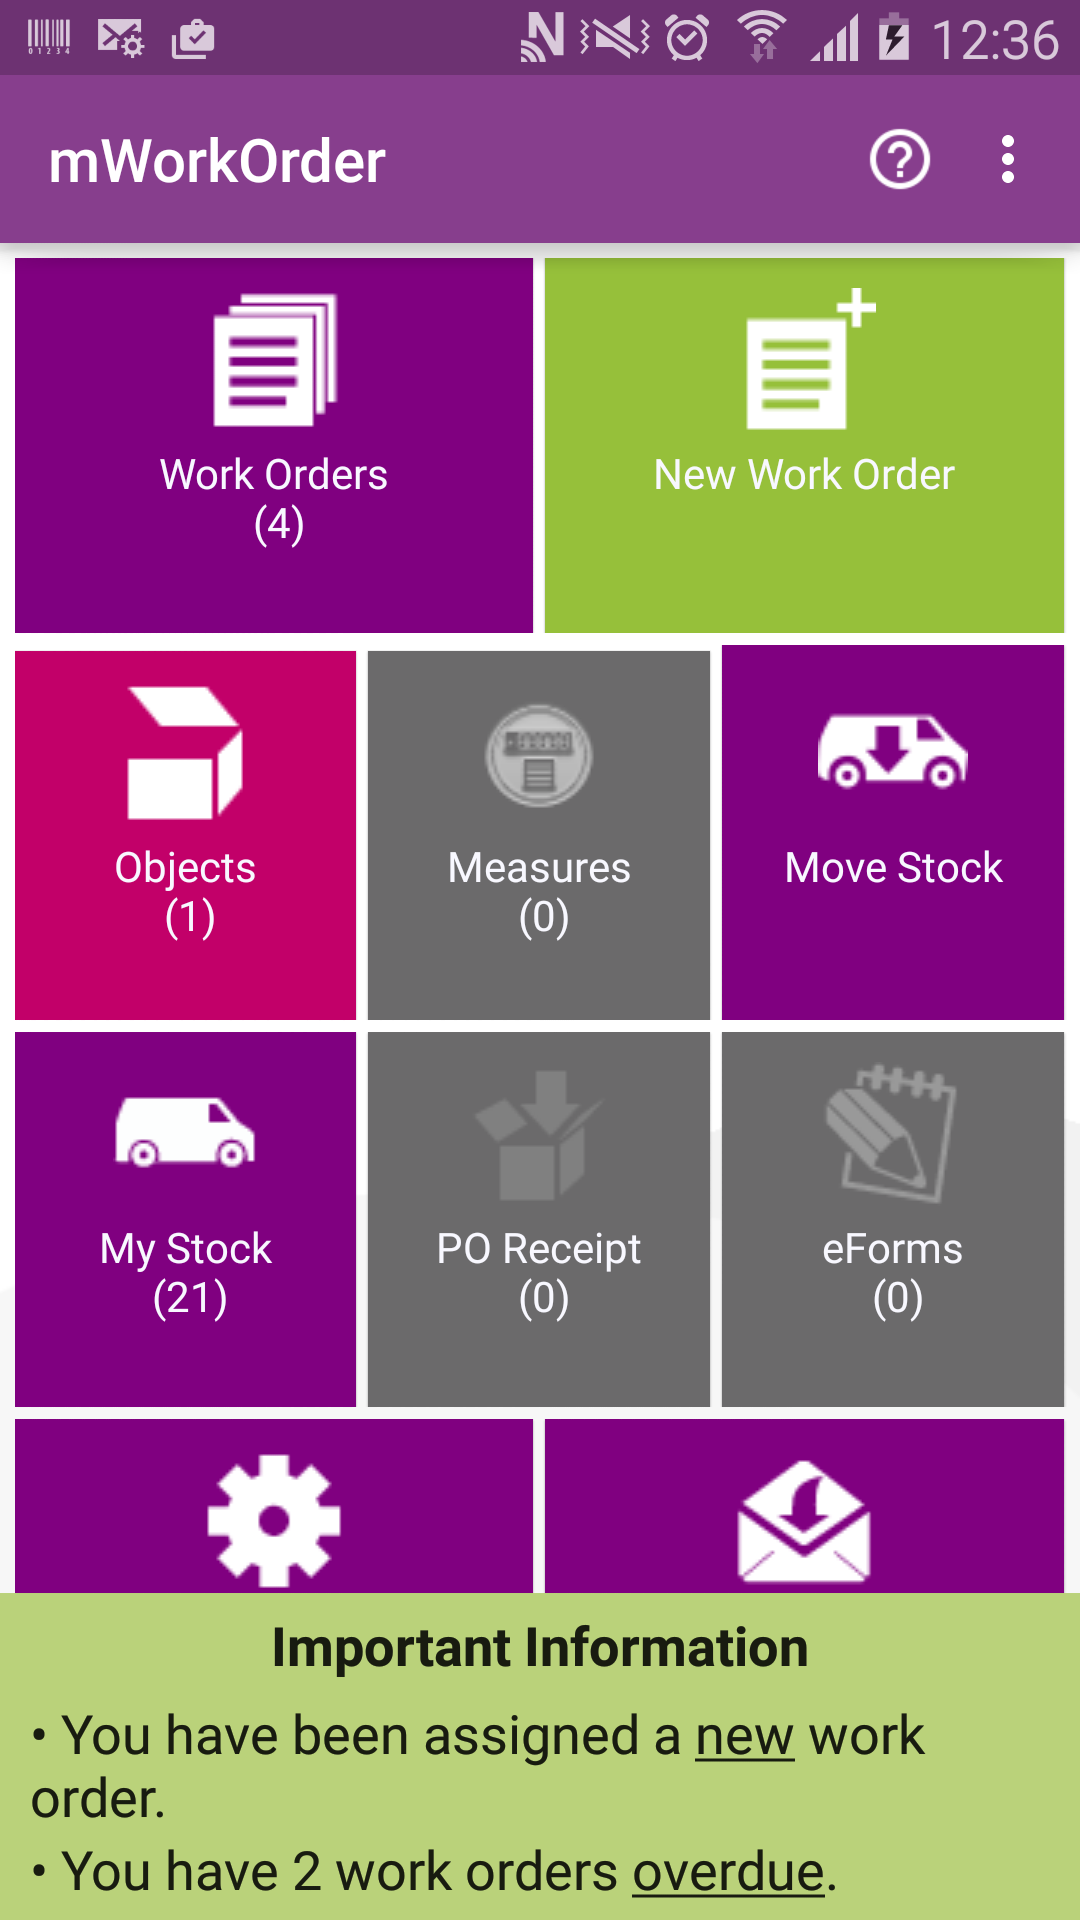 12:36
mWorkOrder
Work Orders
(4)
New Work Order
Objects
(1)
Measures
(0)
Move Stock
My Stock
(21)
PO Receipt
(0)
eForms
(0)
Important Information
• You have been assigned a new work
order.
• You have 2 work orders overdue.